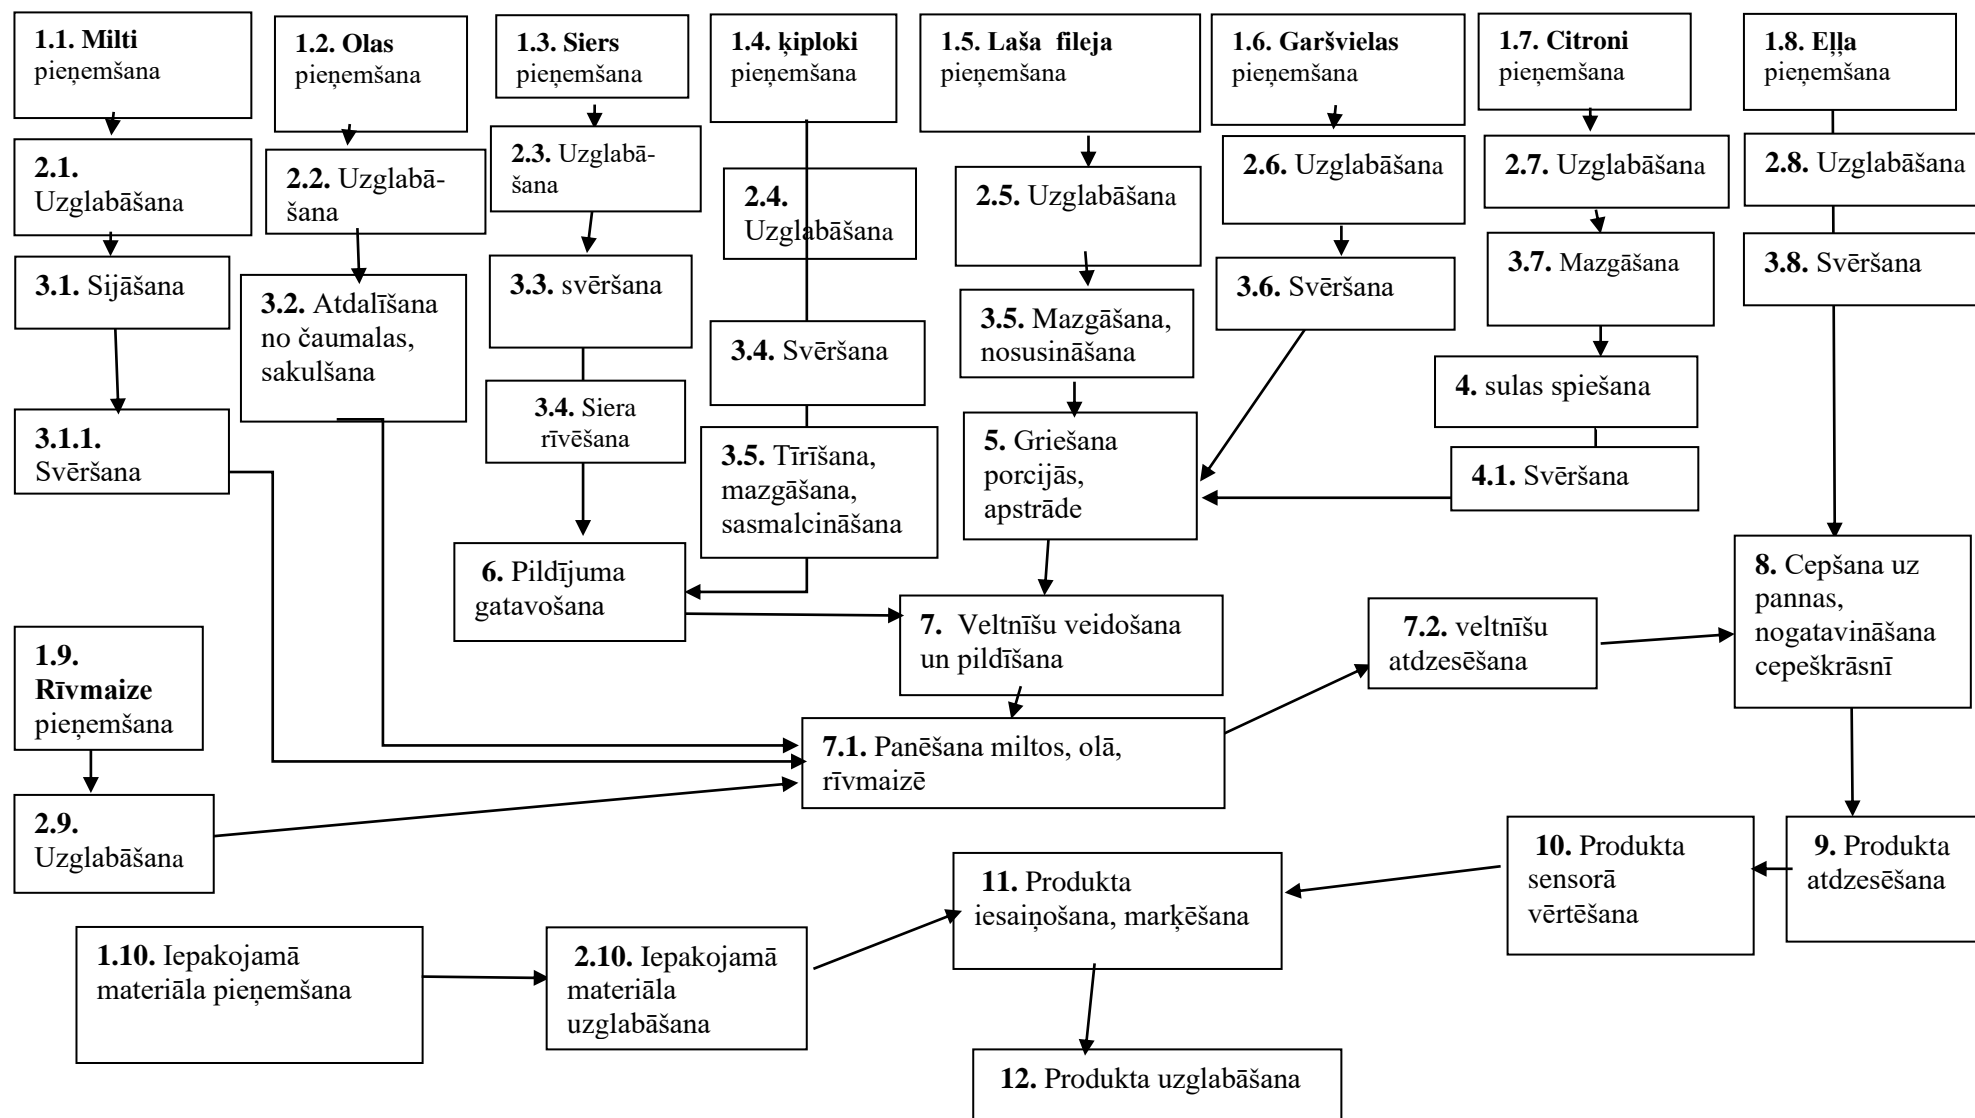 1.1. Milti
pieņemšana
1.2. Olas
pieņemšana
1.3. Siers
pieņemšana
1.4. ķiploki
pieņemšana
1.5. Laša fileja
pieņemšana
1.6. Garšvielas
pieņemšana
1.7. Citroni
pieņemšana
1.8. Eļļa
pieņemšana
2.1.
Uzglabāšana
2.2. Uzglabā-
šana
2.3. Uzglabā-
šana
2.4.
Uzglabāšana
2.5. Uzglabāšana
2.6. Uzglabāšana
2.7. Uzglabāšana
2.8. Uzglabāšana
3.1. Sijāšana
3.2. Atdalīšana
no čaumalas,
sakulšana
3.3. svēršana
3.4. Svēršana
3.5. Mazgāšana,
nosusināšana
3.6. Svēršana
3.7. Mazgāšana
3.8. Svēršana
3.1.1.
Svēršana
3.4. Siera
rīvēšana
3.5. Tīrīšana,
mazgāšana,
sasmalcināšana
5. Griešana
porcijās,
apstrāde
4. sulas spiešana
4.1. Svēršana
6. Pildījuma
gatavošana
7. Veltnīšu veidošana
un pildīšana
7.2. veltnīšu
atdzesēšana
8. Cepšana uz
pannas,
nogatavināšana
cepeškrāsnī
1.9.
Rīvmaize
pieņemšana
7.1. Panēšana miltos, olā,
rīvmaizē
2.9.
Uzglabāšana
11. Produkta
iesaiņošana, marķēšana
10. Produkta
sensorā
vērtēšana
9. Produkta
atdzesēšana
1.10. Iepakojamā
materiāla pieņemšana
2.10. Iepakojamā
materiāla
uzglabāšana
12. Produkta uzglabāšana